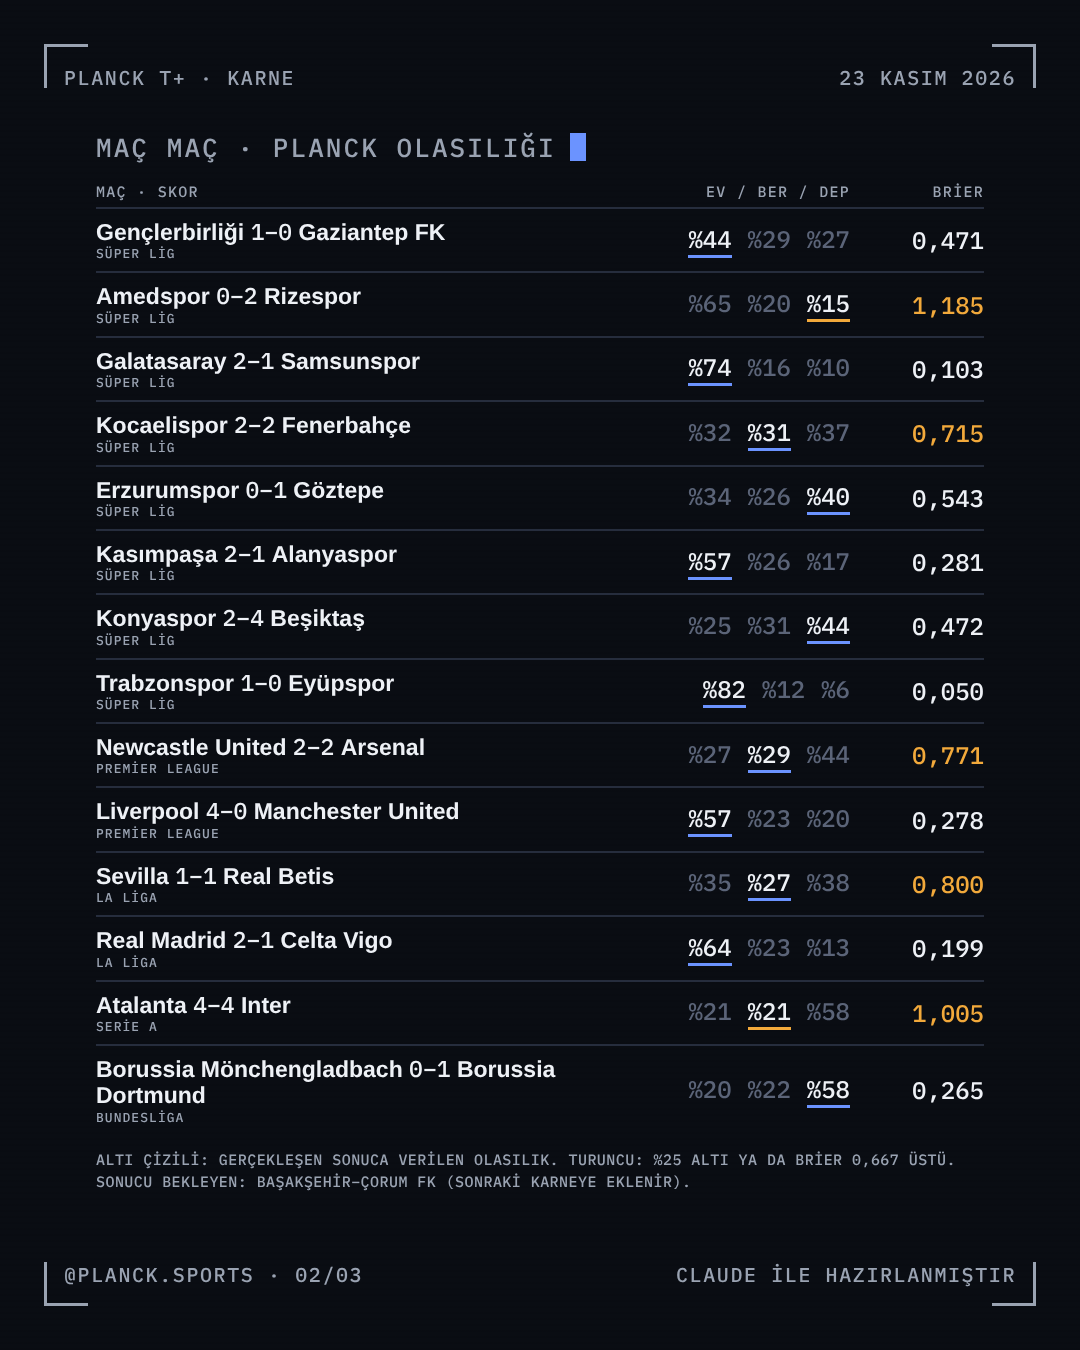 PLANCK T+ · KARNE
23 KASIM 2026
MAÇ MAÇ · PLANCK OLASILIĞI
MAÇ · SKOR EV / BER / DEP BRİER
Gençlerbirliği 1–0 Gaziantep FK %44 %29 %27 0,471
SÜPER LİG
Amedspor 0–2 Rizespor %65 %20 %15 1,185
SÜPER LİG
Galatasaray 2–1 Samsunspor %74 %16 %10 0,103
SÜPER LİG
Kocaelispor 2–2 Fenerbahçe %32 %31 %37 0,715
SÜPER LİG
Erzurumspor 0–1 Göztepe %34 %26 %40 0,543
SÜPER LİG
Kasımpaşa 2–1 Alanyaspor %57 %26 %17 0,281
SÜPER LİG
Konyaspor 2–4 Beşiktaş %25 %31 %44 0,472
SÜPER LİG
Trabzonspor 1–0 Eyüpspor %82 %12 %6 0,050
SÜPER LİG
Newcastle United 2–2 Arsenal %27 %29 %44 0,771
PREMİER LEAGUE
Liverpool 4–0 Manchester United %57 %23 %20 0,278
PREMİER LEAGUE
Sevilla 1–1 Real Betis %35 %27 %38 0,800
LA LİGA
Real Madrid 2–1 Celta Vigo %64 %23 %13 0,199
LA LİGA
Atalanta 4–4 Inter %21 %21 %58 1,005
SERİE A
Borussia Mönchengladbach 0–1 Borussia
Dortmund %20 %22 %58 0,265
BUNDESLİGA
ALTI ÇİZİLİ: GERÇEKLEŞEN SONUCA VERİLEN OLASILIK. TURUNCU: %25 ALTI YA DA BRİER 0,667 ÜSTÜ.
SONUCU BEKLEYEN: BAŞAKŞEHİR–ÇORUM FK (SONRAKİ KARNEYE EKLENİR).
@PLANCK.SPORTS · 02/03
CLAUDE İLE HAZIRLANMIŞTIR